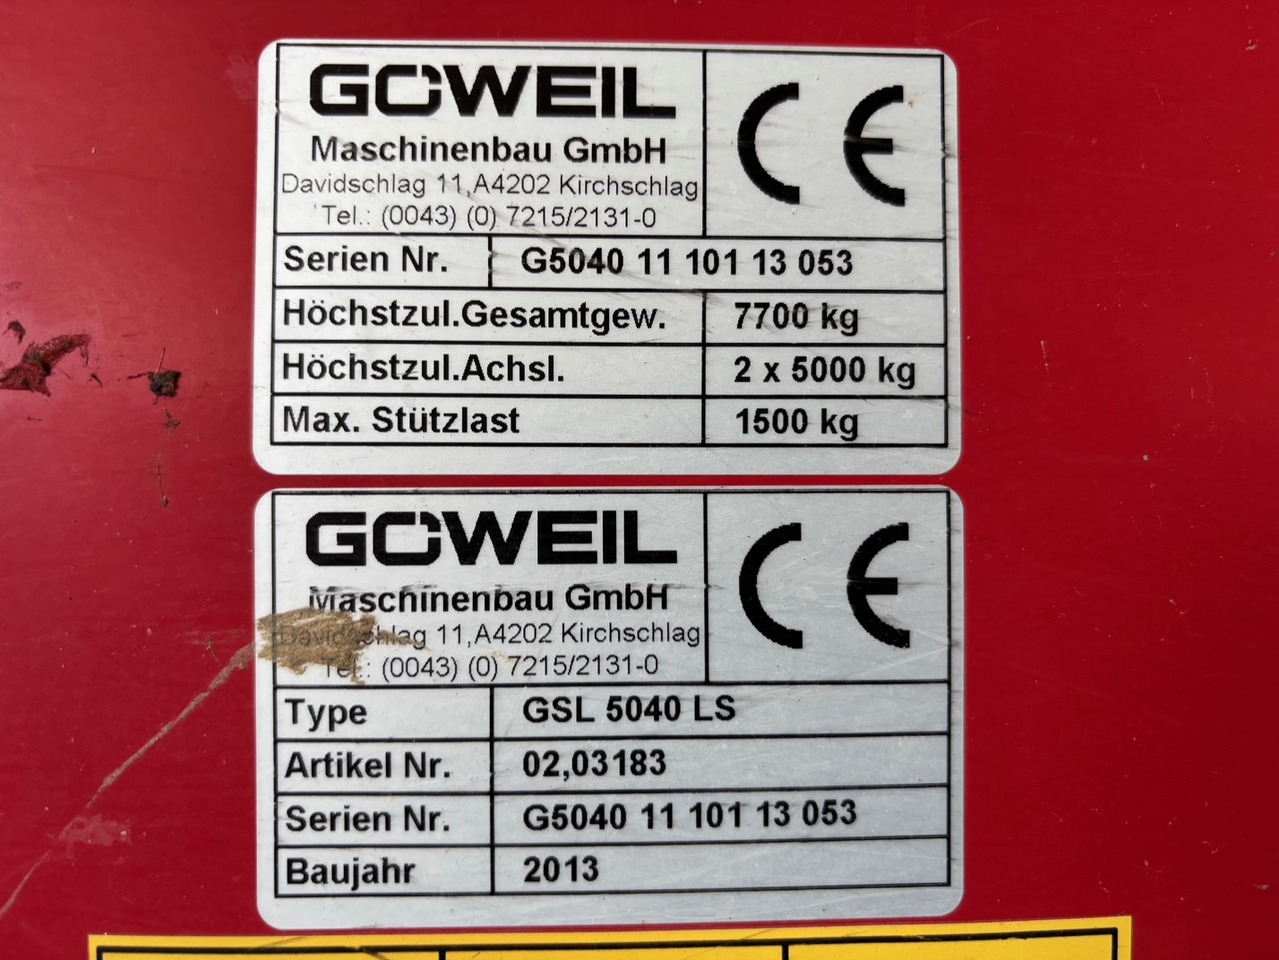 GÖWEIL
Maschinenbau GmbH
Davidschlag 11,A4202 Kirchschlag
Tel.: (0043) (0) 7215/2131-0
CE
Serien Nr. G5040 11 101 13 053
Höchstzul.Gesamtgew. 7700 kg
Höchstzul.Achsl. 2 x 5000 kg
Max. Stützlast 1500 kg
GÖWEIL
Maschinenbau GmbH
Davidschlag 11,A4202 Kirchschlag
Tel.: (0043) (0) 7215/2131-0
CE
Type GSL 5040 LS
Artikel Nr. 02,03183
Serien Nr. G5040 11 101 13 053
Baujahr 2013